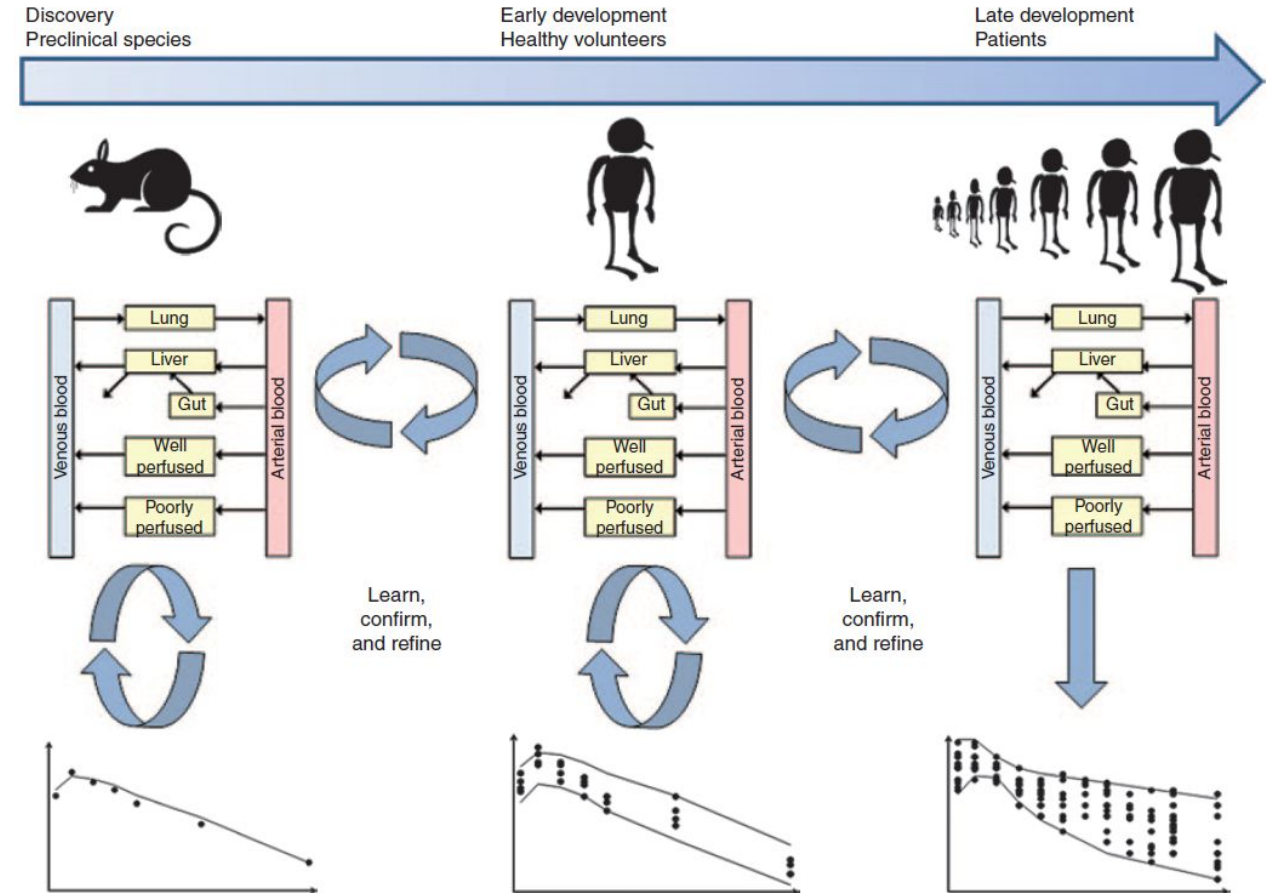 Discovery
Preclinical species
Early development
Healthy volunteers
Late development
Patients
Venous blood
Lung
Liver
Gut
Well
perfused
Poorly
perfused
Arterial blood
Venous blood
Lung
Liver
Gut
Well
perfused
Poorly
perfused
Arterial blood
Venous blood
Lung
Liver
Gut
Well
perfused
Poorly
perfused
Arterial blood
Learn,
confirm,
and refine
Learn,
confirm,
and refine